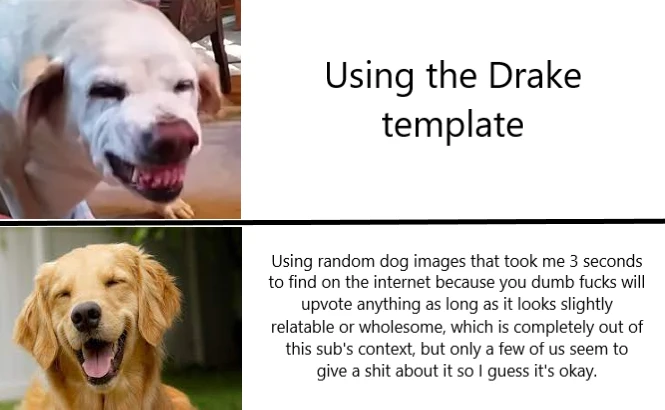 Using the Drake
template
Using random dog images that took me 3 seconds
to find on the internet because you dumb fucks will
upvote anything as long as it looks slightly
relatable or wholesome, which is completely out of
this sub's context, but only a few of us seem to
give a shit about it so I guess it's okay.